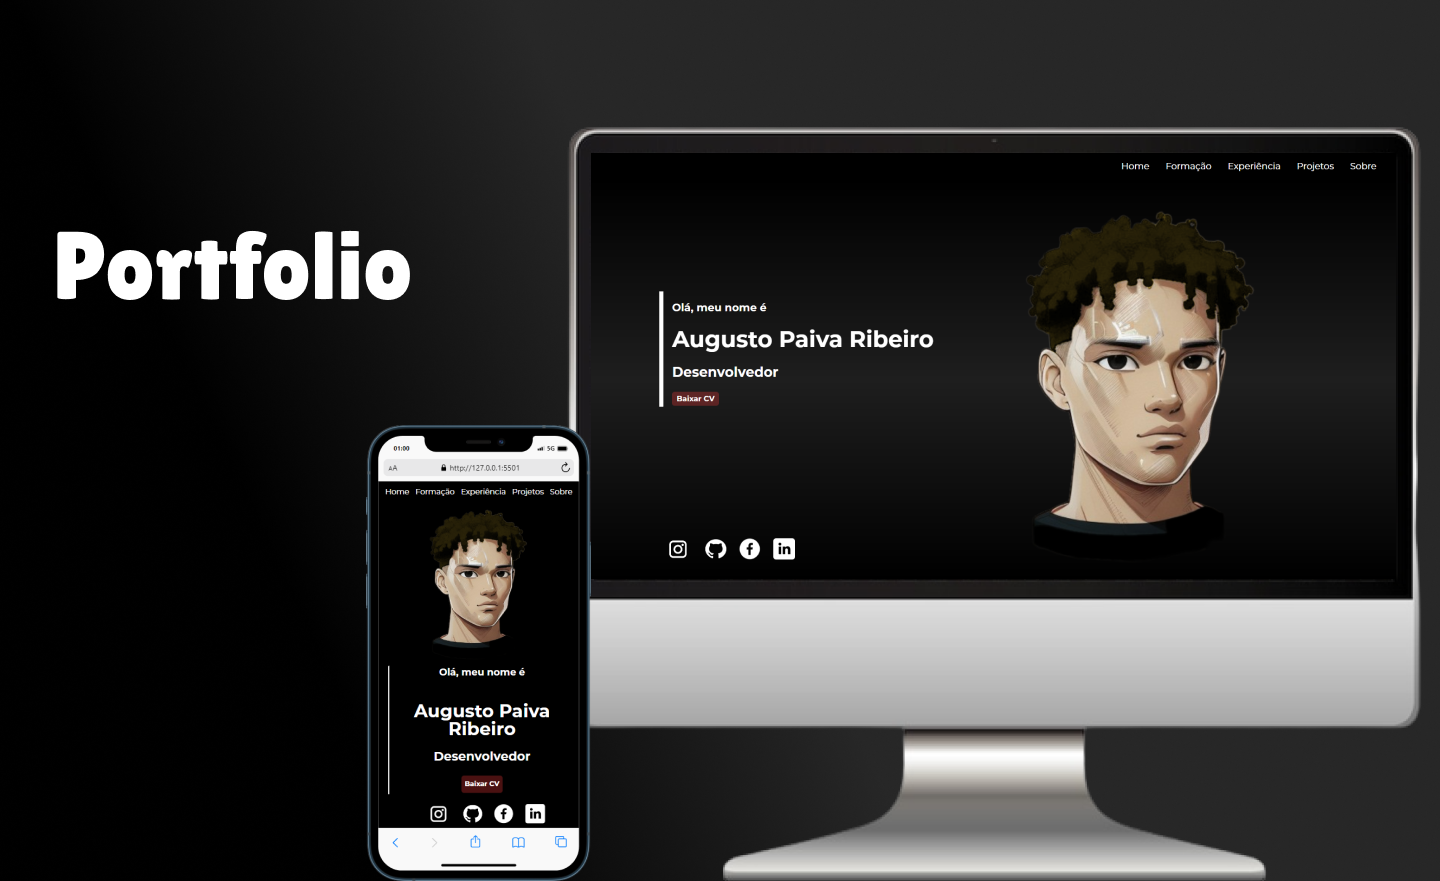 Portfolio
Home Formação Experiência Projetos Sobre
Olá, meu nome é
Augusto Paiva Ribeiro
Desenvolvedor
Baixar CV
in
01:00 5G
AA http://127.0.0.1:5501
Home Formação Experiência Projetos Sobre
Olá, meu nome é
Augusto Paiva
Ribeiro
Desenvolvedor
Baixar CV
in